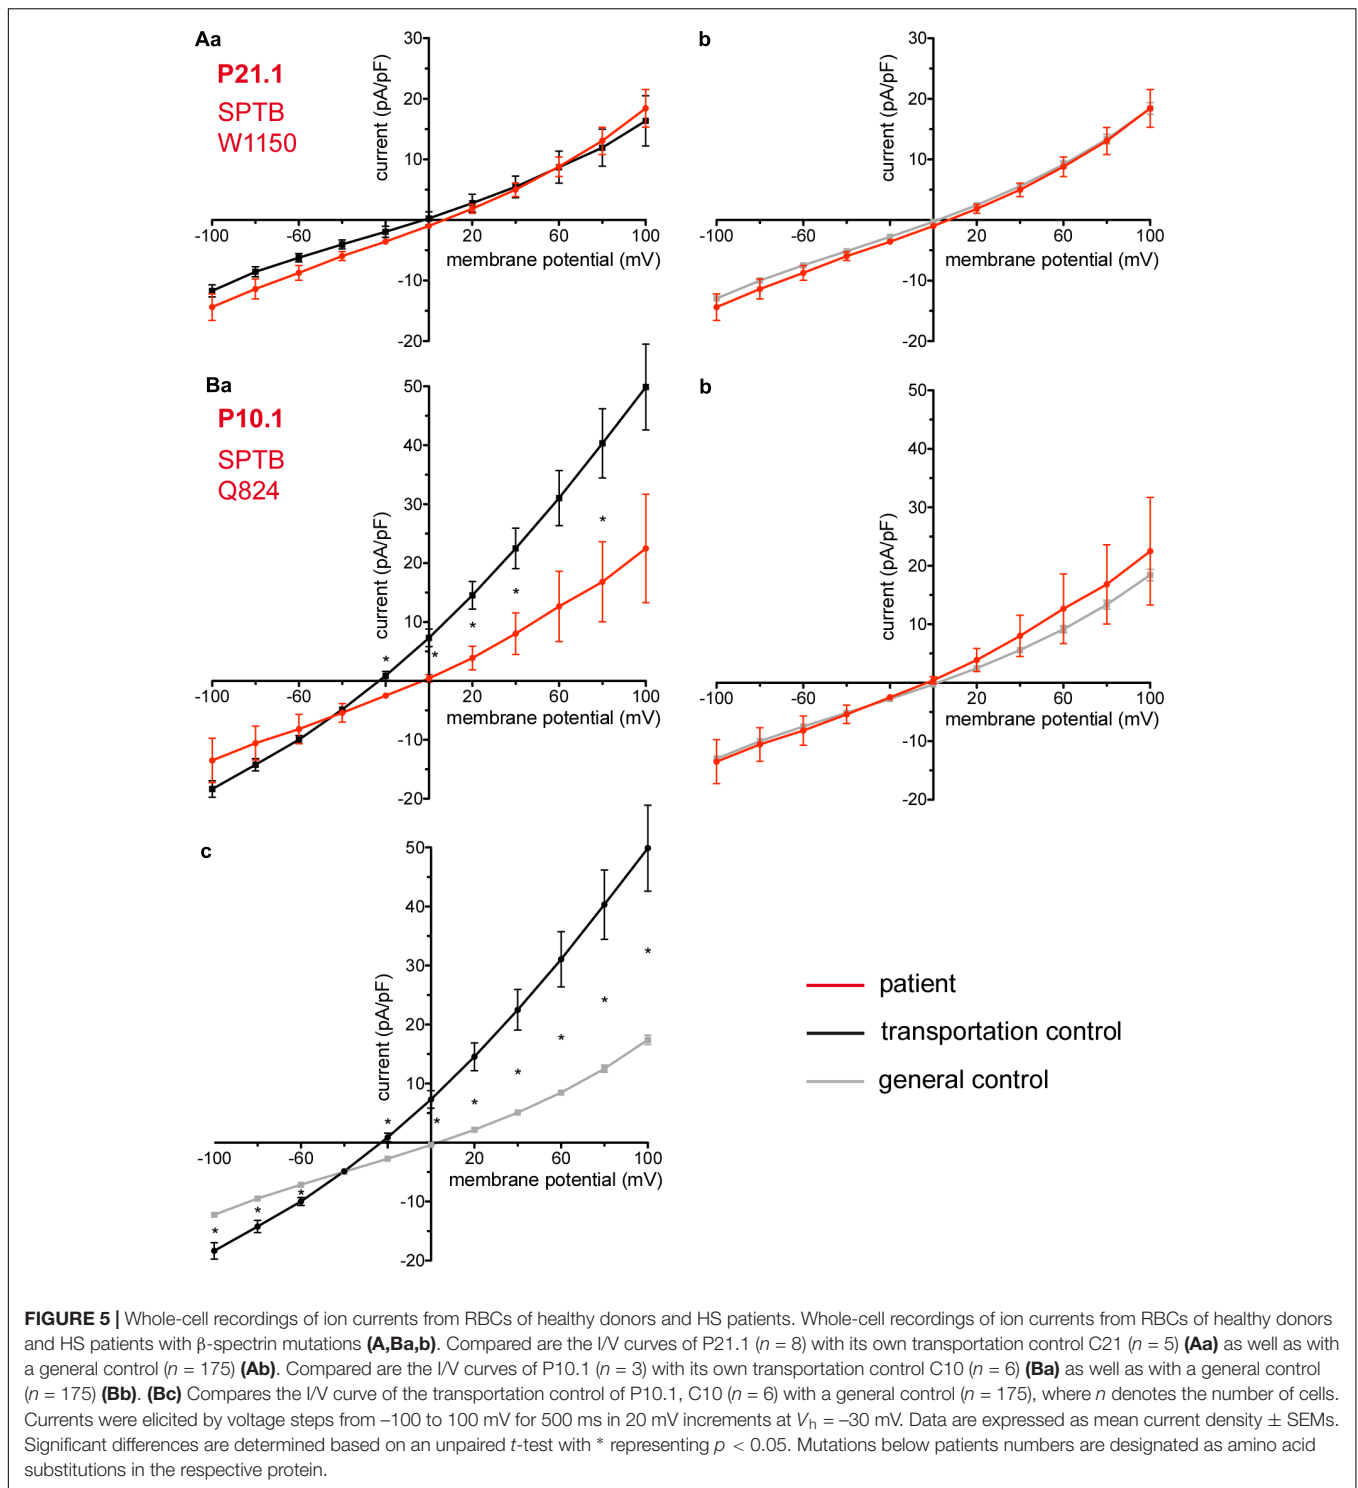 Aa
P21.1
SPTB
W1150
30
20
10
-10
-20
-100
-60
20
60
100
current (pA/pF)
membrane potential (mV)
b
30
20
10
-10
-20
-100
-60
20
60
100
current (pA/pF)
membrane potential (mV)
Ba
P10.1
SPTB
Q824
50
40
30
20
10
-10
-20
-100
-60
20
60
100
current (pA/pF)
membrane potential (mV)
* * * * *
b
50
40
30
20
10
-10
-20
-100
-60
20
60
100
current (pA/pF)
membrane potential (mV)
c
50
40
30
20
10
-10
-20
-100
-60
20
60
100
current (pA/pF)
membrane potential (mV)
* * * * * * * * * *
patient
transportation control
general control
FIGURE 5 | Whole-cell recordings of ion currents from RBCs of healthy donors and HS patients. Whole-cell recordings of ion currents from RBCs of healthy donors
and HS patients with β-spectrin mutations (A,Ba,b). Compared are the I/V curves of P21.1 (n = 8) with its own transportation control C21 (n = 5) (Aa) as well as with
a general control (n = 175) (Ab). Compared are the I/V curves of P10.1 (n = 3) with its own transportation control C10 (n = 6) (Ba) as well as with a general control
(n = 175) (Bb). (Bc) Compares the I/V curve of the transportation control of P10.1, C10 (n = 6) with a general control (n = 175), where n denotes the number of cells.
Currents were elicited by voltage steps from –100 to 100 mV for 500 ms in 20 mV increments at Vh = –30 mV. Data are expressed as mean current density ± SEMs.
Significant differences are determined based on an unpaired t-test with * representing p < 0.05. Mutations below patients numbers are designated as amino acid
substitutions in the respective protein.